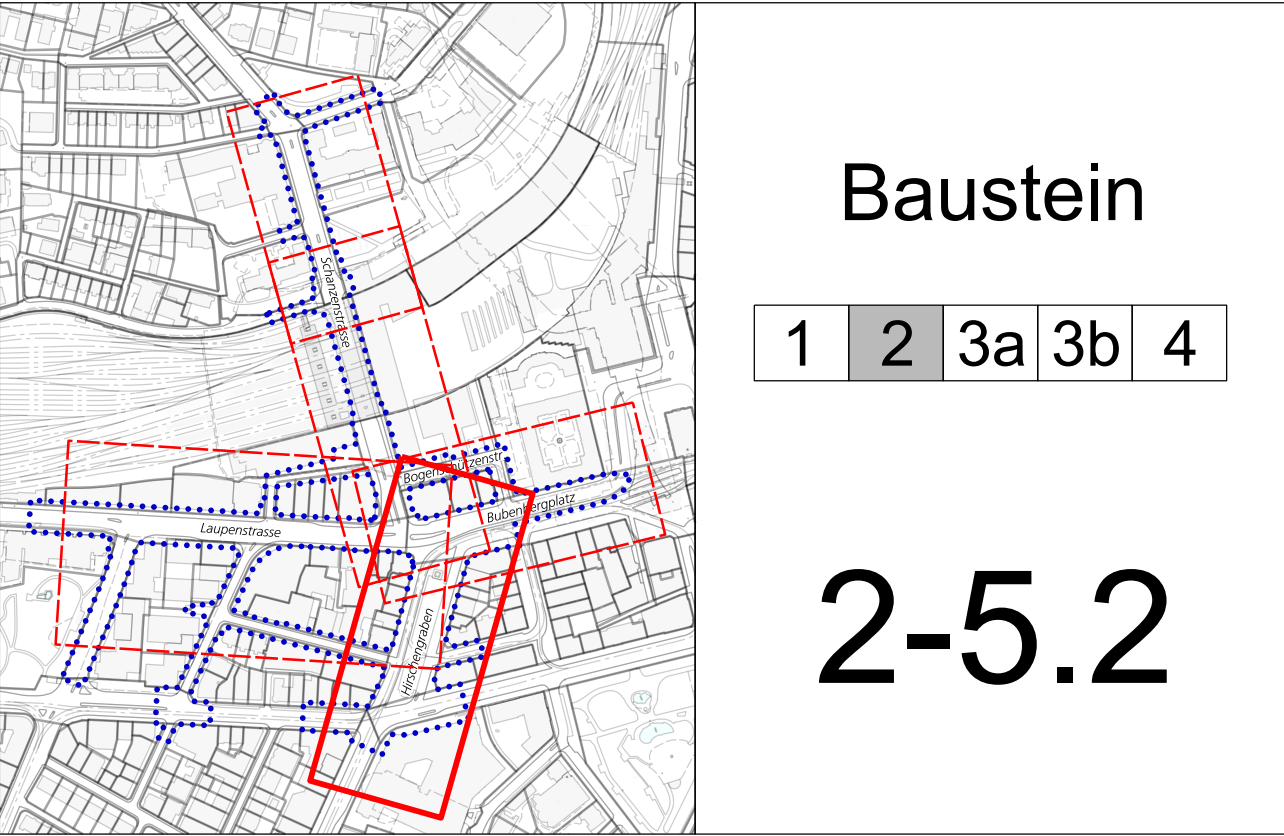 Schanzenstrasse
Bogenschützenstr.
Bubenbergplatz
Laupenstrasse
Hirschengraben
Baustein
1 2 3a 3b 4
2-5.2